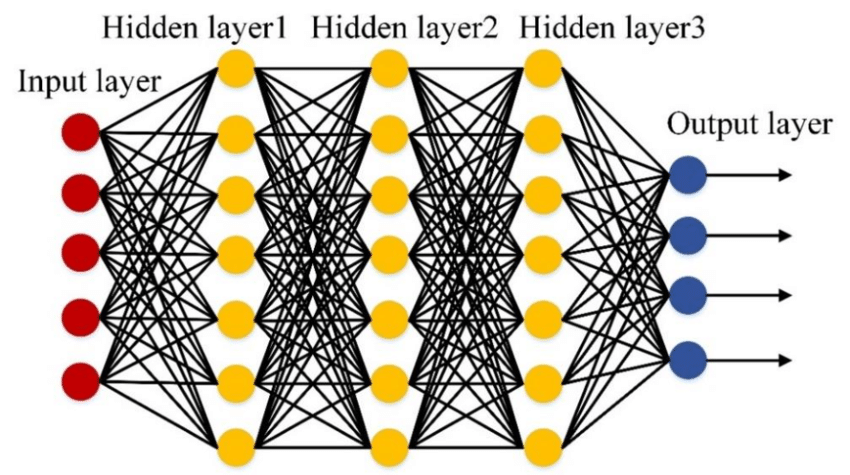 Hidden layer1 Hidden layer2 Hidden layer3
Input layer
Output layer